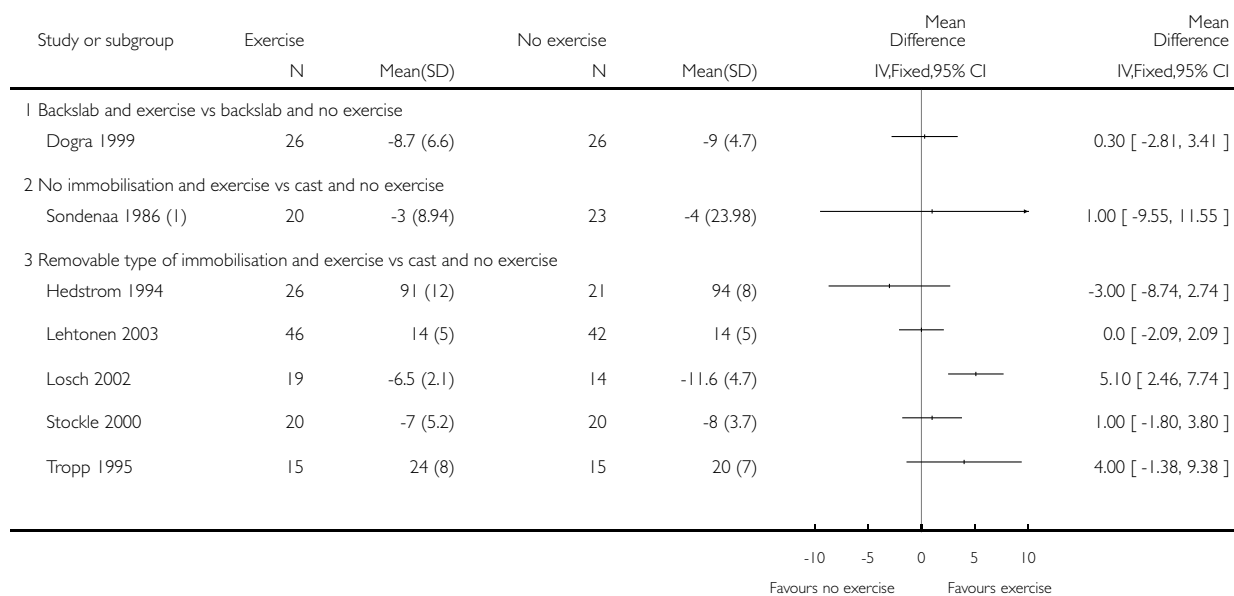 Study or subgroup Exercise No exercise Mean Difference Mean Difference
N Mean(SD) N Mean(SD) IV,Fixed,95% CI IV,Fixed,95% CI
1 Backslab and exercise vs backslab and no exercise
Dogra 1999 26 -8.7 (6.6) 26 -9 (4.7) 0.30 [ -2.81, 3.41 ]
2 No immobilisation and exercise vs cast and no exercise
Sondenaa 1986 (1) 20 -3 (8.94) 23 -4 (23.98) 1.00 [ -9.55, 11.55 ]
3 Removable type of immobilisation and exercise vs cast and no exercise
Hedstrom 1994 26 91 (12) 21 94 (8) -3.00 [ -8.74, 2.74 ]
Lehtonen 2003 46 14 (5) 42 14 (5) 0.0 [ -2.09, 2.09 ]
Losch 2002 19 -6.5 (2.1) 14 -11.6 (4.7) 5.10 [ 2.46, 7.74 ]
Stockle 2000 20 -7 (5.2) 20 -8 (3.7) 1.00 [ -1.80, 3.80 ]
Tropp 1995 15 24 (8) 15 20 (7) 4.00 [ -1.38, 9.38 ]
-10 -5 0 5 10
Favours no exercise Favours exercise